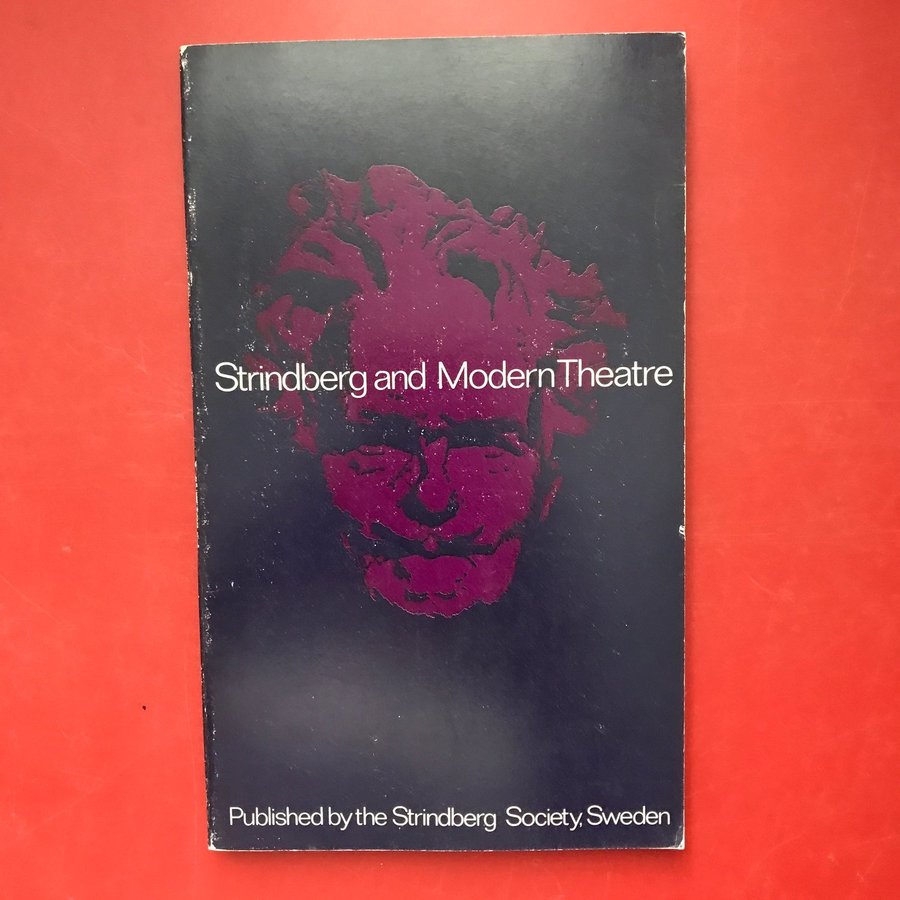 Strindberg and Modern Theatre
Published by the Strindberg Society, Sweden